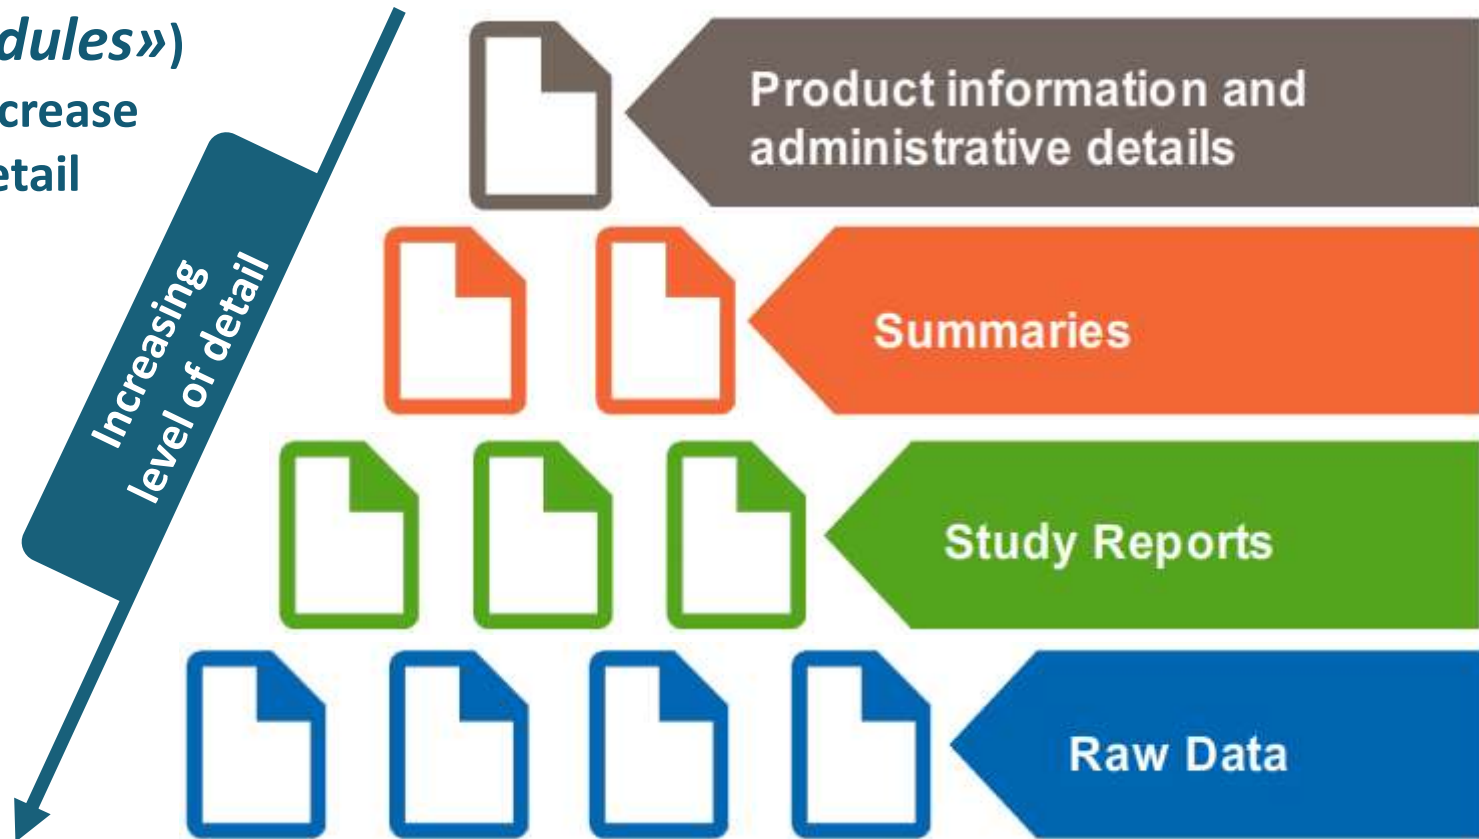 dules»)
crease
etail
Increasing
level of detail
Product information and
administrative details
Summaries
Study Reports
Raw Data